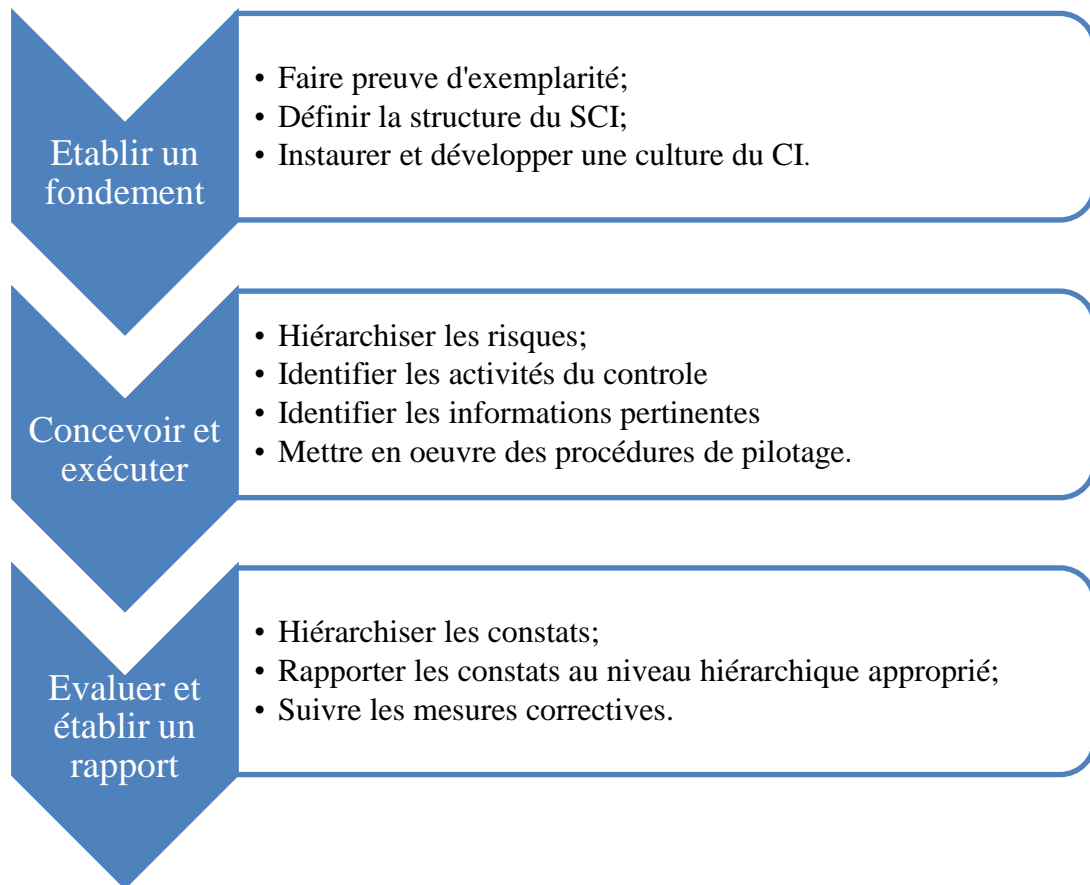 Etablir un
fondement
• Faire preuve d'exemplarité;
• Définir la structure du SCI;
• Instaurer et développer une culture du CI.
Concevoir et
exécuter
• Hiérarchiser les risques;
• Identifier les activités du controle
• Identifier les informations pertinentes
• Mettre en oeuvre des procédures de pilotage.
Evaluer et
établir un
rapport
• Hiérarchiser les constats;
• Rapporter les constats au niveau hiérarchique approprié;
• Suivre les mesures correctives.